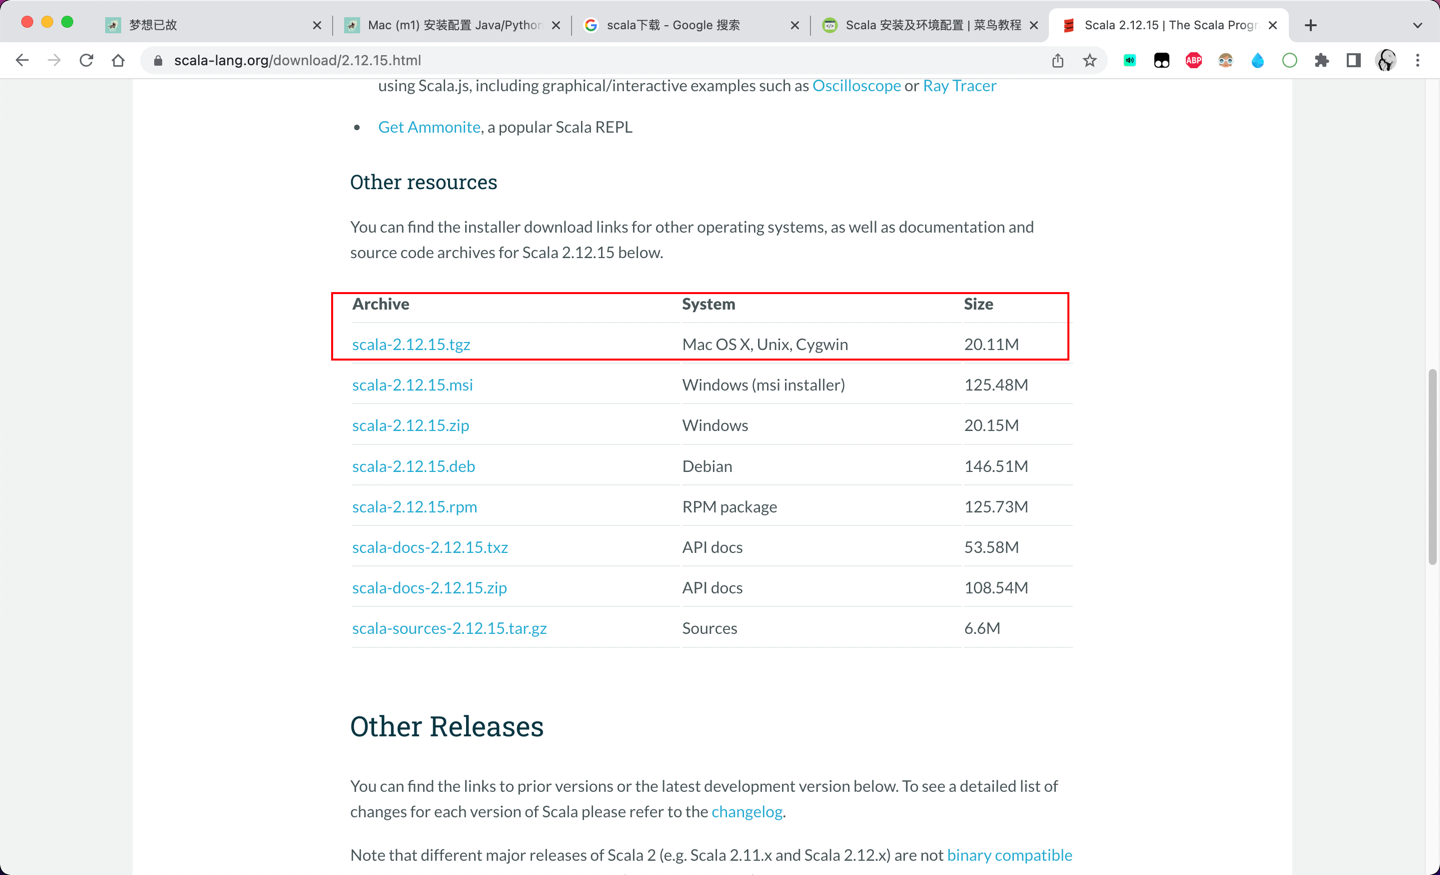 梦想已故
Mac (m1) 安装配置 Java/Python
scala下载 - Google 搜索
Scala 安装及环境配置 | 菜鸟教程
Scala 2.12.15 | The Scala Progr
scala-lang.org/download/2.12.15.html
ABP
using Scala.js, including graphical/interactive examples such as Oscilloscope or Ray Tracer
• Get Ammonite, a popular Scala REPL
Other resources
You can find the installer download links for other operating systems, as well as documentation and
source code archives for Scala 2.12.15 below.
Archive System Size
scala-2.12.15.tgz Mac OS X, Unix, Cygwin 20.11M
scala-2.12.15.msi Windows (msi installer) 125.48M
scala-2.12.15.zip Windows 20.15M
scala-2.12.15.deb Debian 146.51M
scala-2.12.15.rpm RPM package 125.73M
scala-docs-2.12.15.txz API docs 53.58M
scala-docs-2.12.15.zip API docs 108.54M
scala-sources-2.12.15.tar.gz Sources 6.6M
Other Releases
You can find the links to prior versions or the latest development version below. To see a detailed list of
changes for each version of Scala please refer to the changelog.
Note that different major releases of Scala 2 (e.g. Scala 2.11.x and Scala 2.12.x) are not binary compatible